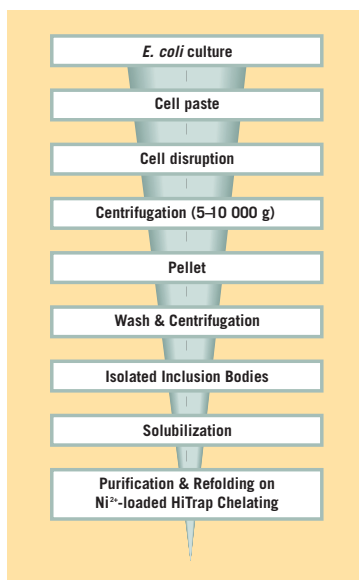 E. coli culture
Cell paste
Cell disruption
Centrifugation (5–10 000 g)
Pellet
Wash & Centrifugation
Isolated Inclusion Bodies
Solubilization
Purification & Refolding on
Ni²⁺-loaded HiTrap Chelating